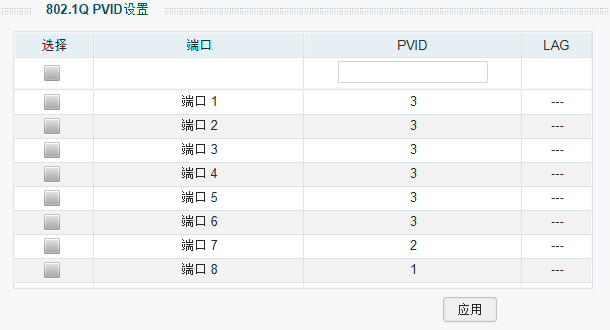 802.1Q PVID设置
选择 端口 PVID LAG
端口 1 3 ---
端口 2 3 ---
端口 3 3 ---
端口 4 3 ---
端口 5 3 ---
端口 6 3 ---
端口 7 2 ---
端口 8 1 ---
应用